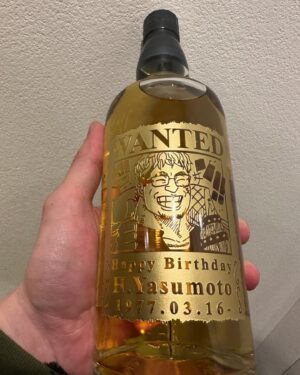 WANTED
Happy Birthday
H.Yasumoto
-1977.03.16-